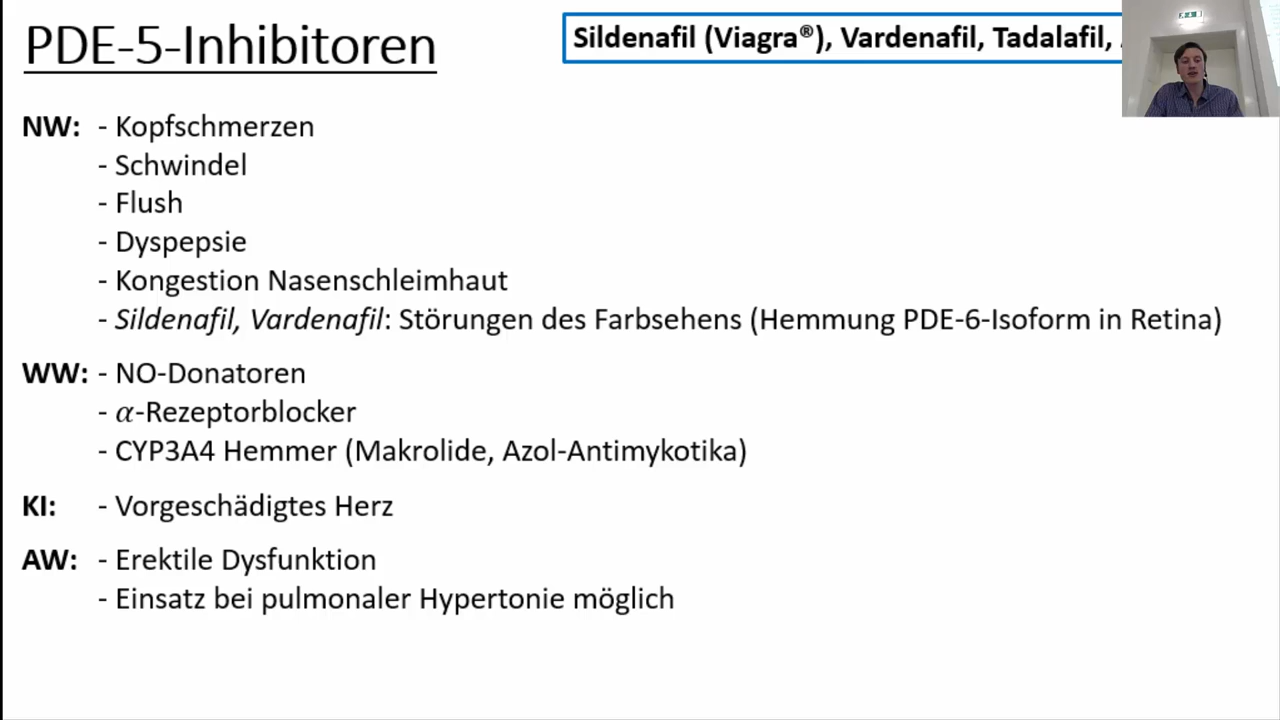 PDE-5-Inhibitoren
Sildenafil (Viagra®), Vardenafil, Tadalafil,
NW: - Kopfschmerzen
- Schwindel
- Flush
- Dyspepsie
- Kongestion Nasenschleimhaut
- Sildenafil, Vardenafil: Störungen des Farbsehens (Hemmung PDE-6-Isoform in Retina)
WW: - NO-Donatoren
- α-Rezeptorblocker
- CYP3A4 Hemmer (Makrolide, Azol-Antimykotika)
KI: - Vorgeschädigtes Herz
AW: - Erektile Dysfunktion
- Einsatz bei pulmonaler Hypertonie möglich